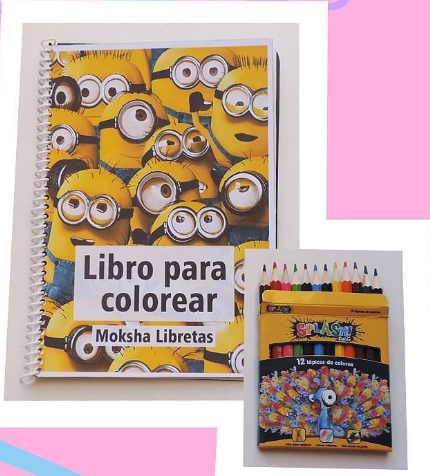 Libro para
colorear
Moksha Libretas
SPLASH!
12 lápices de colores